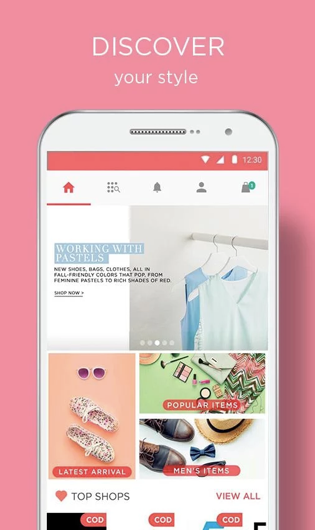 DISCOVER
your style
12:30
WORKING WITH
PASTELS
NEW SHOES, BAGS, CLOTHES, ALL IN
FALL-FRIENDLY COLORS THAT POP, FROM
FEMININE PASTELS TO RICH SHADES OF RED.
SHOP NOW >
POPULAR ITEMS
LATEST ARRIVAL
MEN'S ITEMS
TOP SHOPS
VIEW ALL
COD
COD
COD